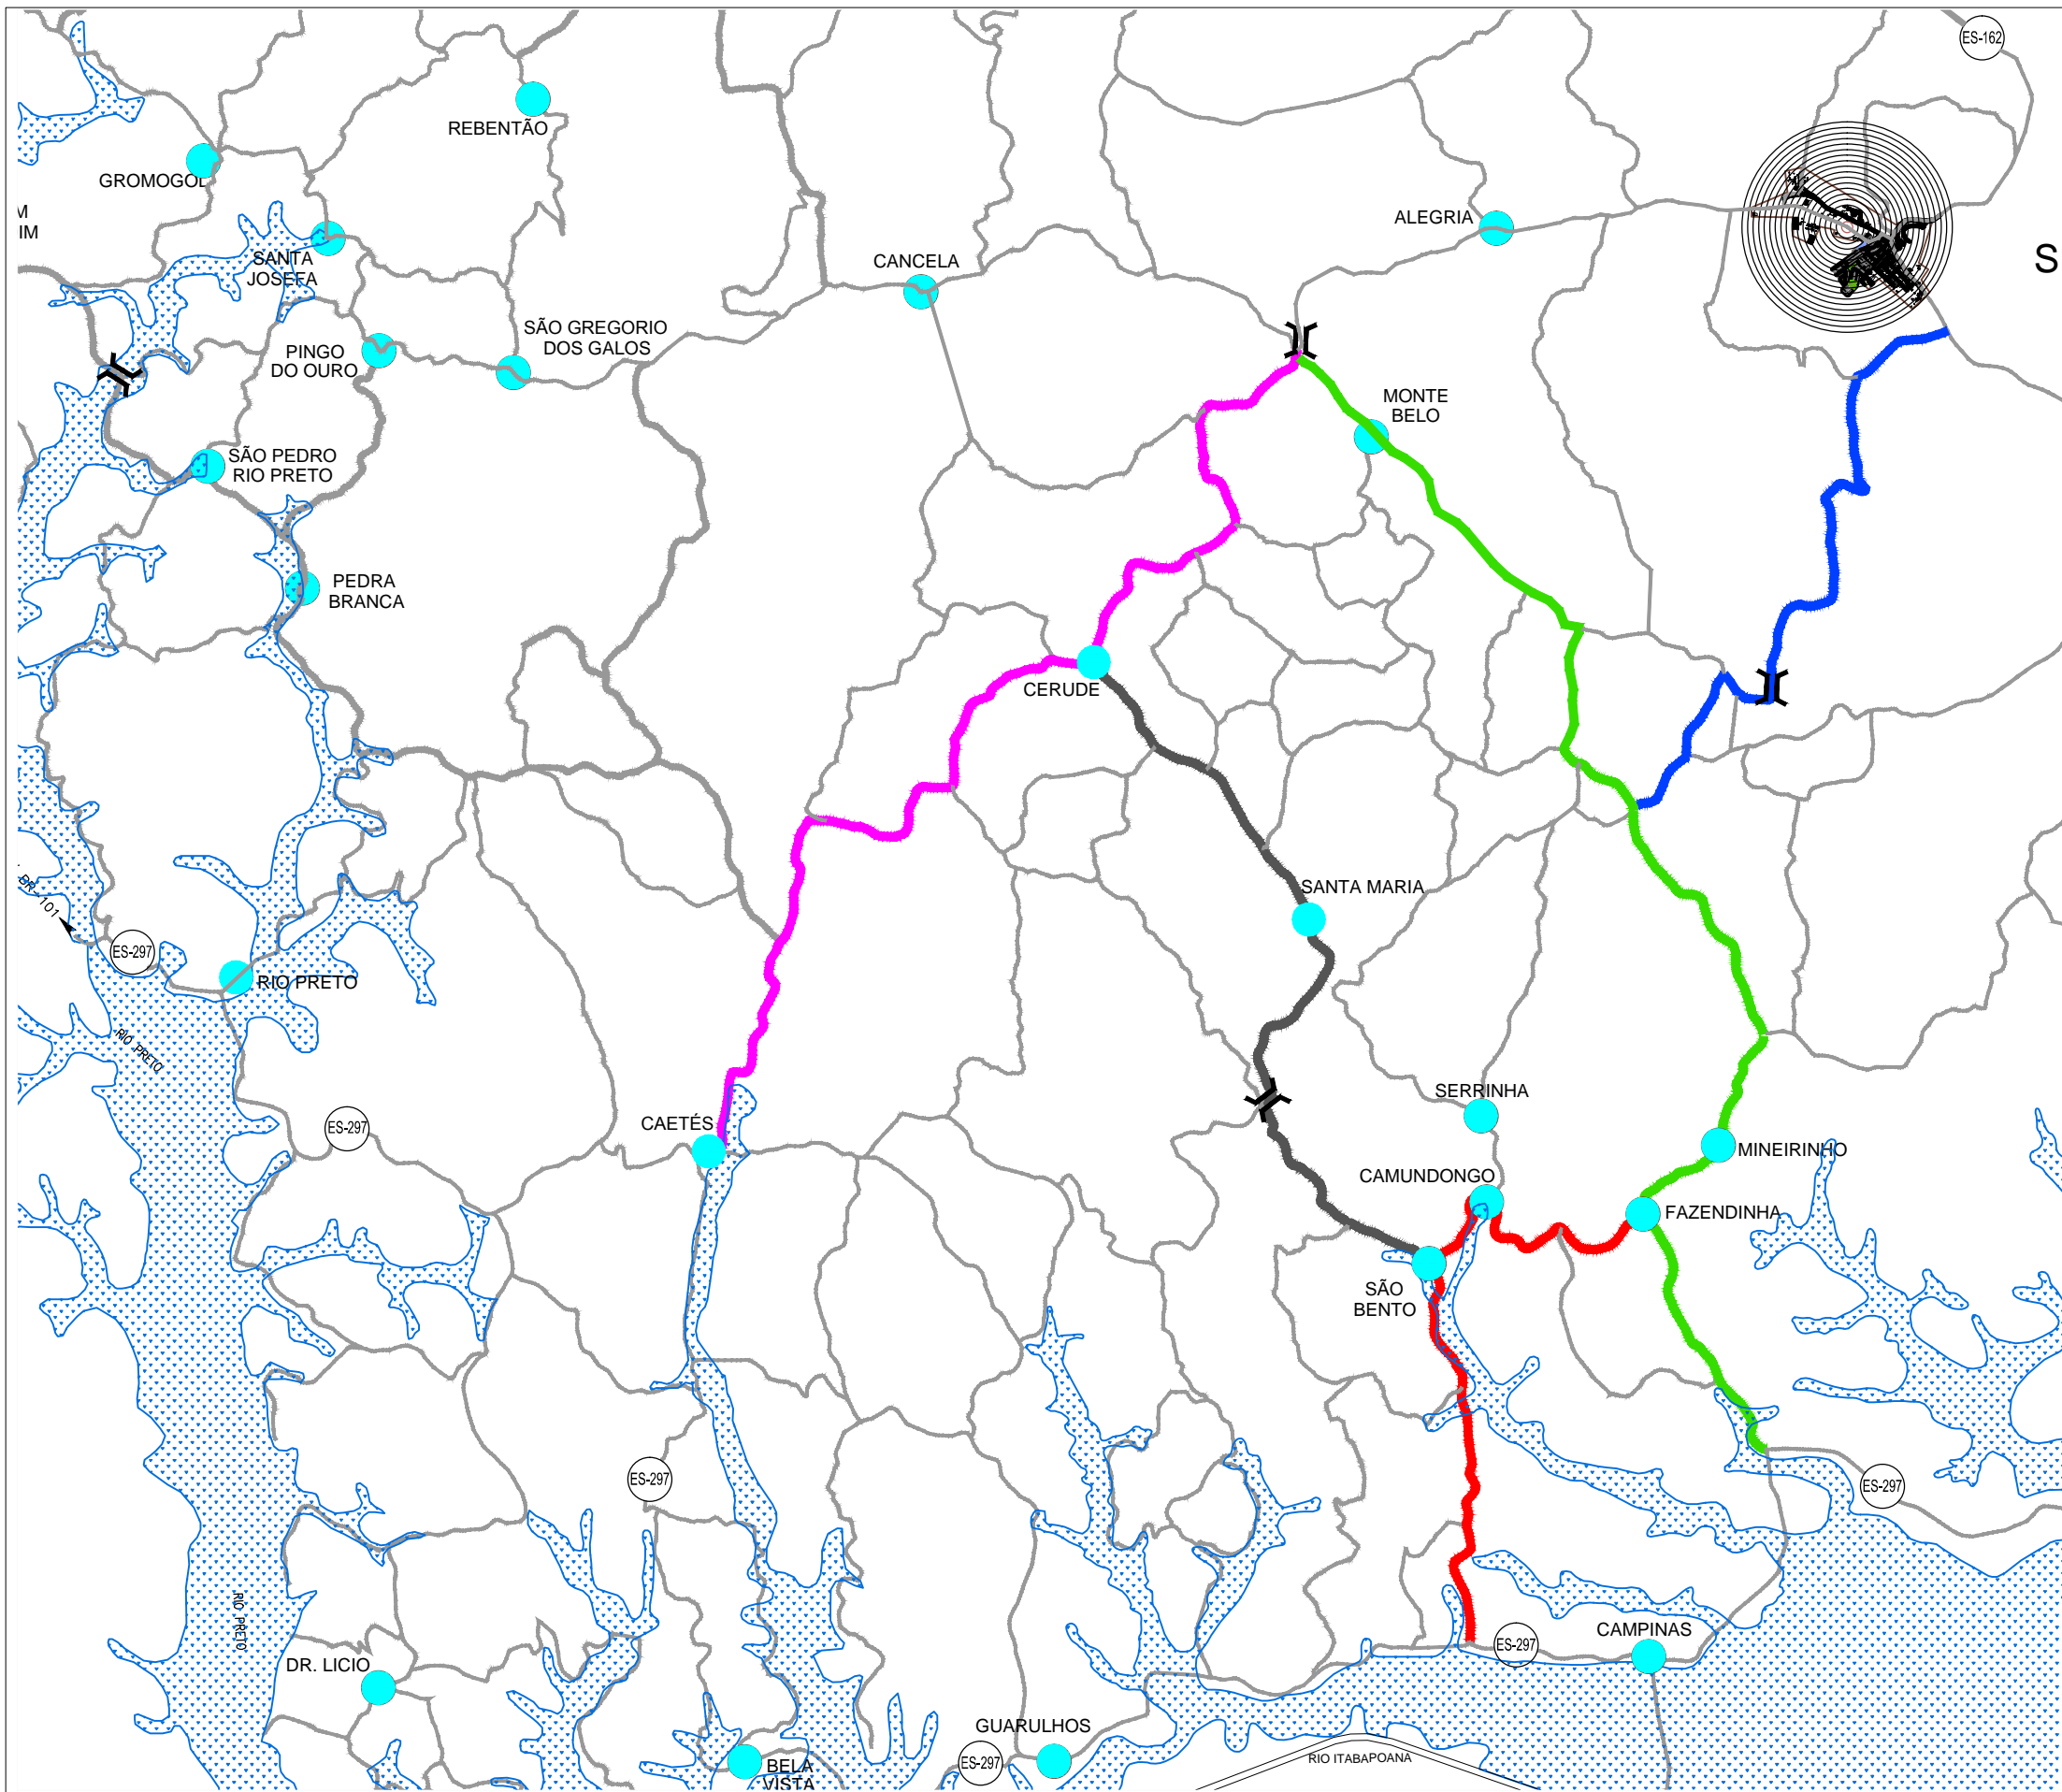 ES-162
REBENTÃO
GROMOGOL
M
IM
ALEGRIA
S
SANTA
JOSEFA
CANCELA
SÃO GREGORIO
DOS GALOS
PINGO
DO OURO
MONTE
BELO
SÃO PEDRO
RIO PRETO
PEDRA
BRANCA
CERUDE
SANTA MARIA
BR-101
ES-297
RIO PRETO
RIO PRETO
SERRINHA
CAETÉS
ES-297
MINEIRINHO
CAMUNDONGO
FAZENDINHA
SÃO
BENTO
ES-297
ES-297
RIO PRETO
CAMPINAS
ES-297
DR. LICIO
GUARULHOS
RIO ITABAPOANA
ES-297
BELA
VISTA